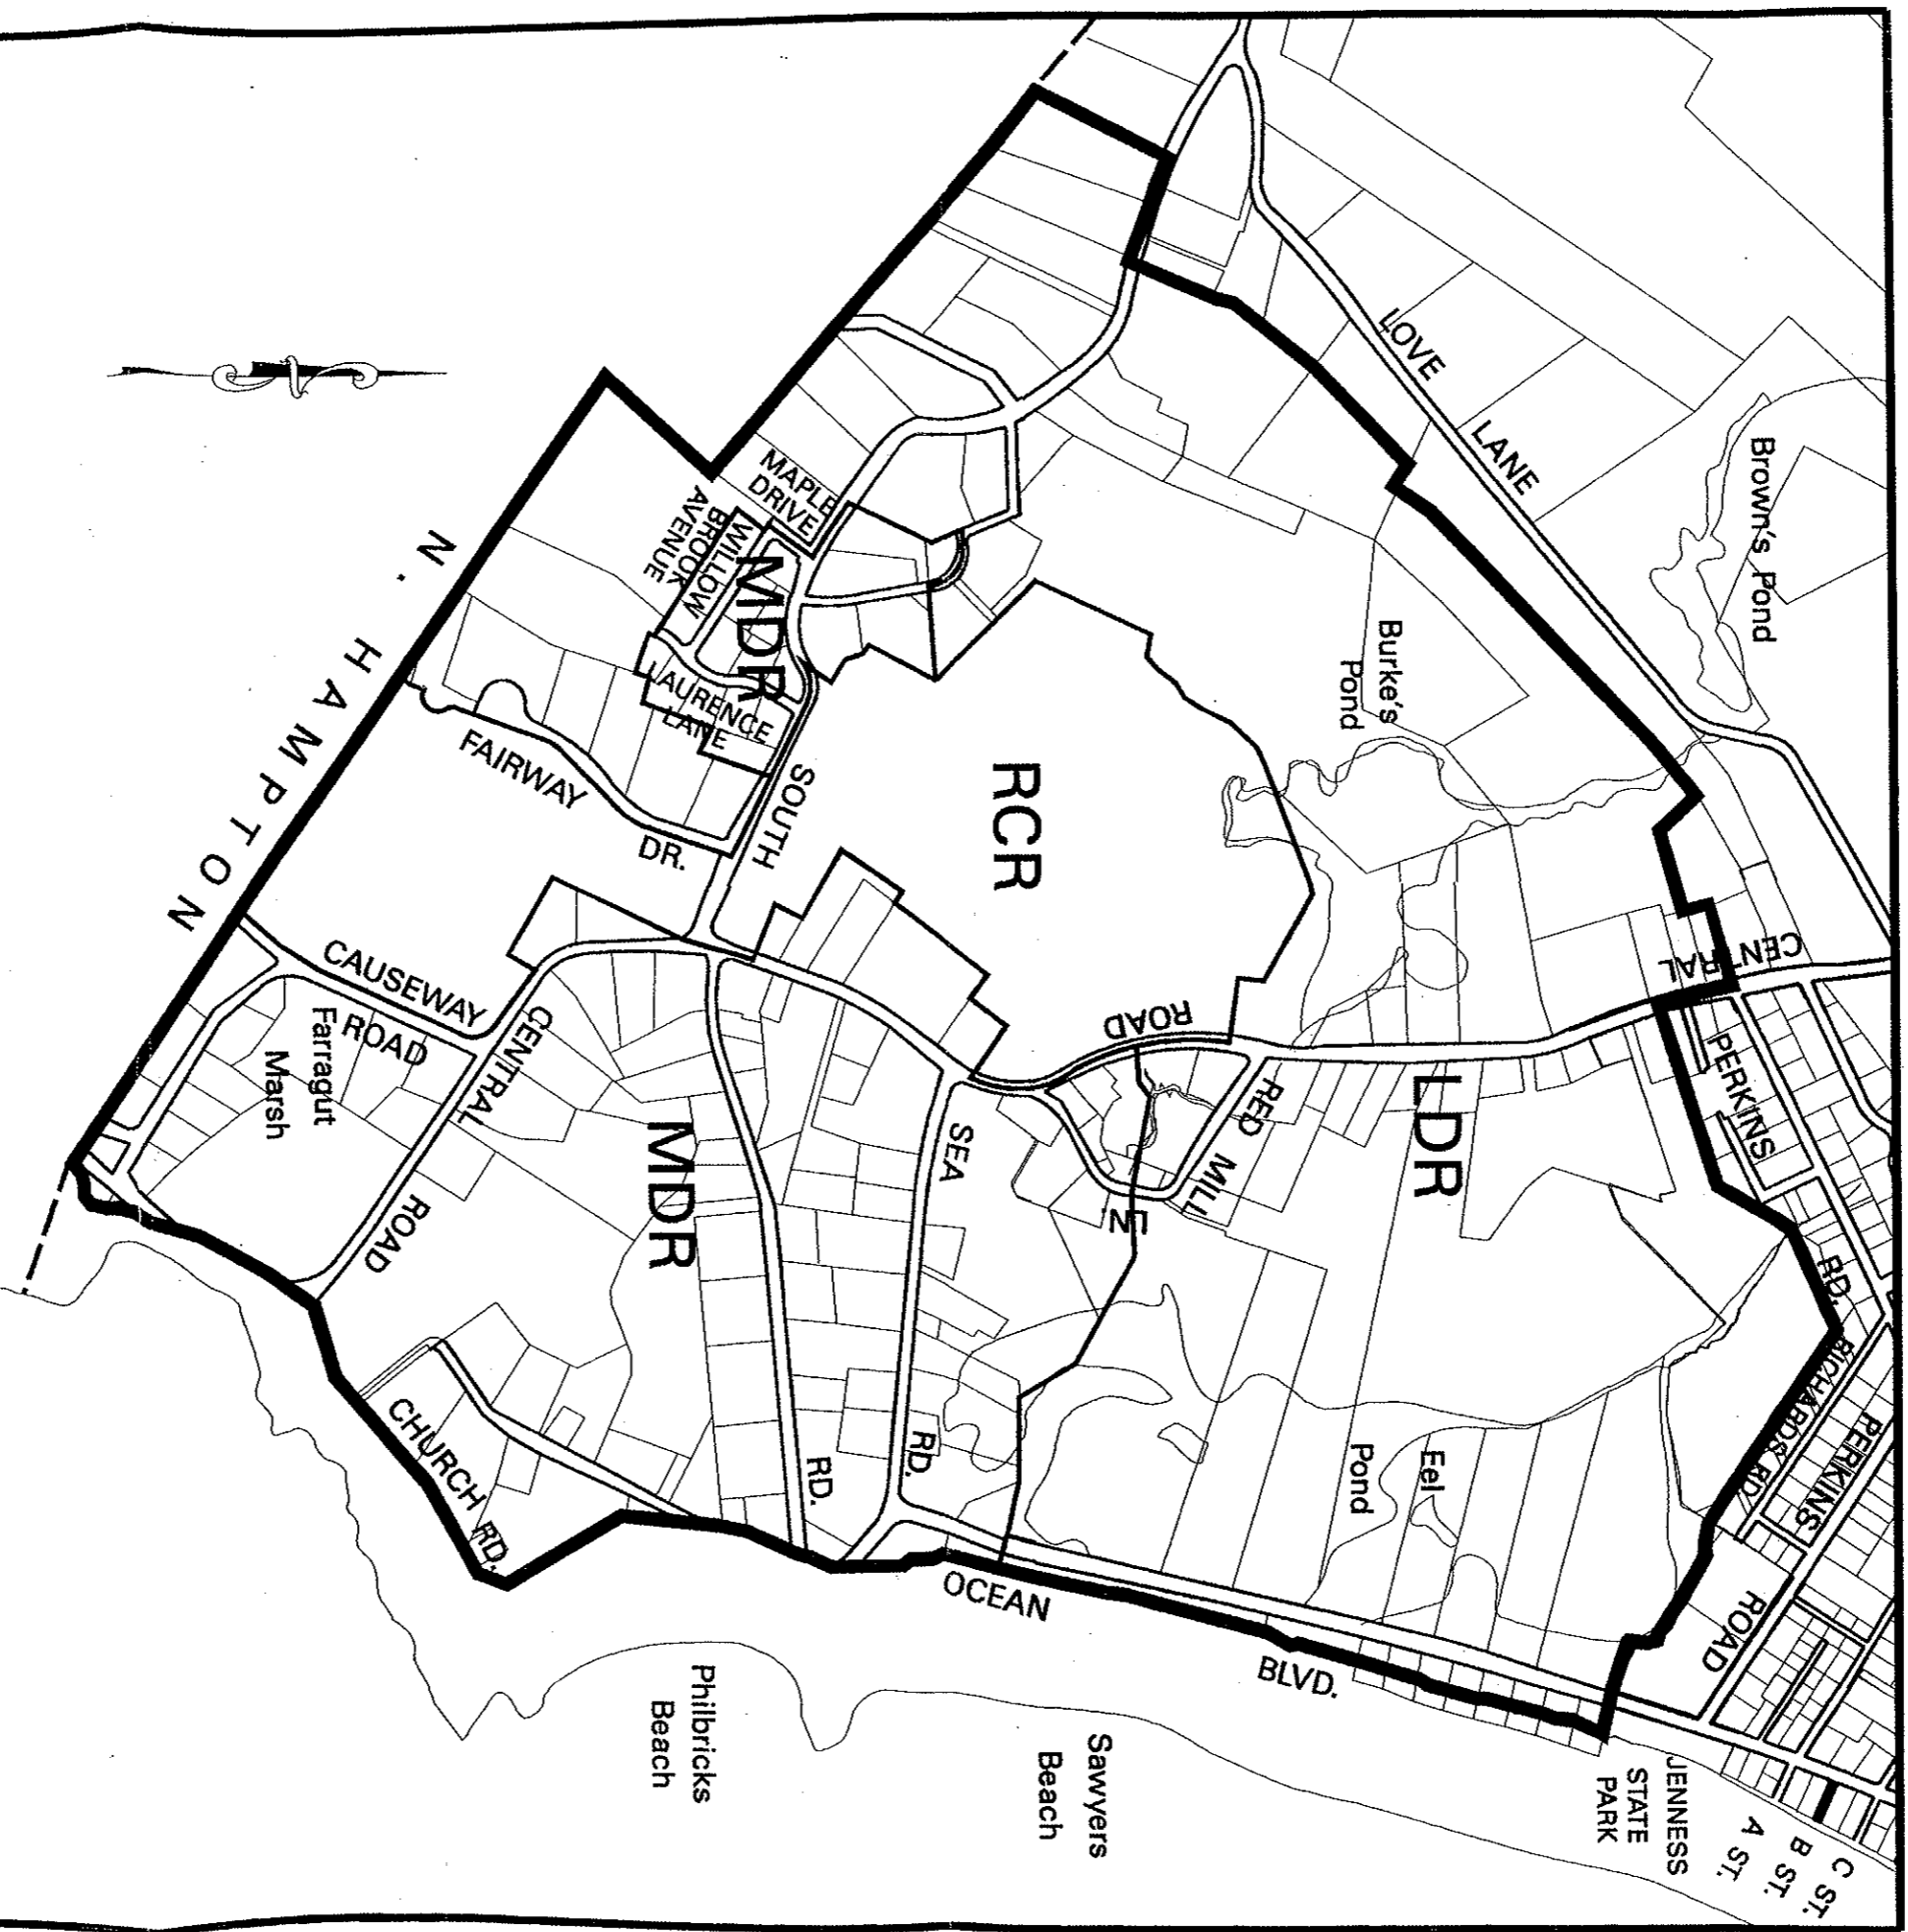 LOVE
LANE
Brown's Pond
Burke's
Pond
CENTRAL
ROAD
PERKINS
RD.
RICHARDS RD.
PERKINS
ROAD
MAPLE
DRIVE
WILLOW
BROOK
AVENUE
MDR
LAURENCE
LANE
FAIRWAY
DR.
SOUTH
RD.
RCR
LDR
RED
MILL
LN.
SEA
RD.
MDR
N. HAMPTON
CAUSEWAY
ROAD
Farragut
Marsh
CENTRAL
ROAD
CHURCH RD.
Eel
Pond
OCEAN
BLVD.
Philbricks
Beach
Sawyers
Beach
JENNESS
STATE
PARK
A ST.
B ST.
C ST.